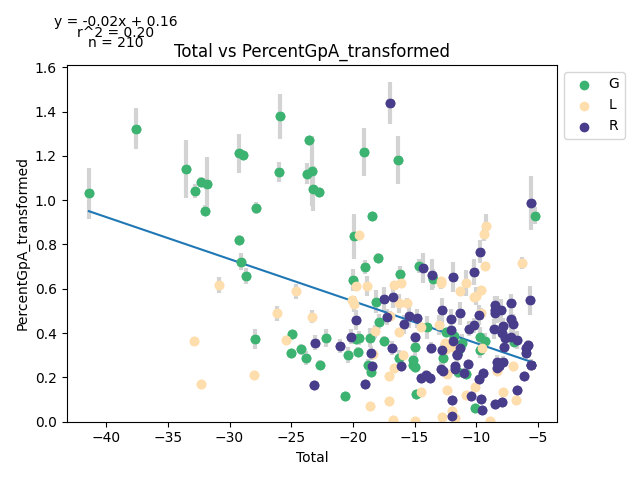 y = -0.02x + 0.16
r^2 = 0.20
n = 210
Total vs PercentGpA_transformed
G
L
R
PercentGpA_transformed
1.6
1.4
1.2
1.0
0.8
0.6
0.4
0.2
0.0
−40 −35 −30 −25 −20 −15 −10 −5
Total